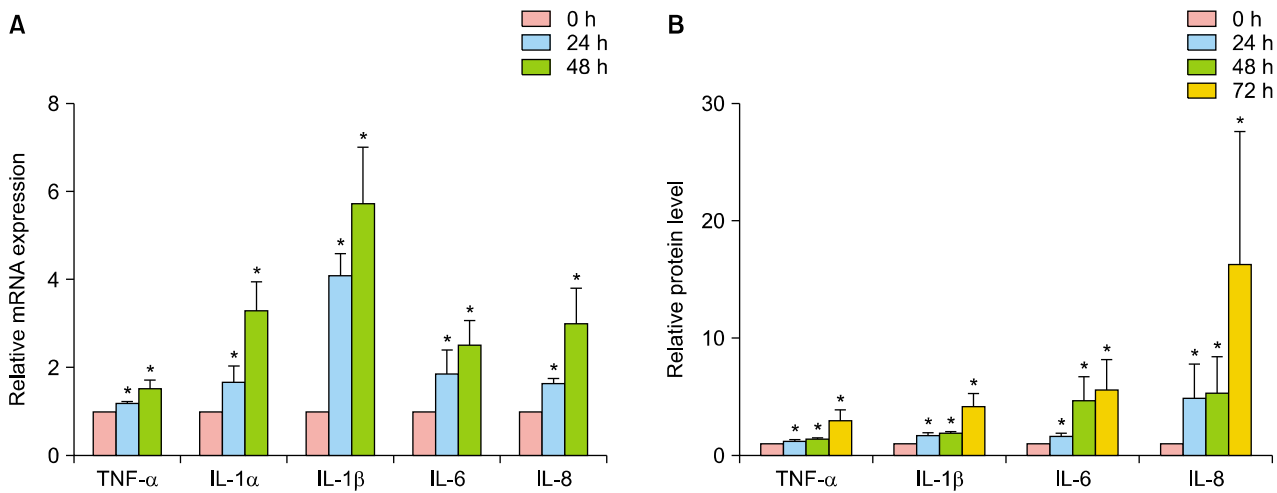 A
0 h
24 h
48 h
Relative mRNA expression
8
6
4
2
0
*
*
*
*
*
*
*
*
*
*
TNF-α
IL-1α
IL-1β
IL-6
IL-8
B
0 h
24 h
48 h
72 h
Relative protein level
30
20
10
0
*
*
*
*
*
*
*
*
*
*
*
*
TNF-α
IL-1β
IL-6
IL-8